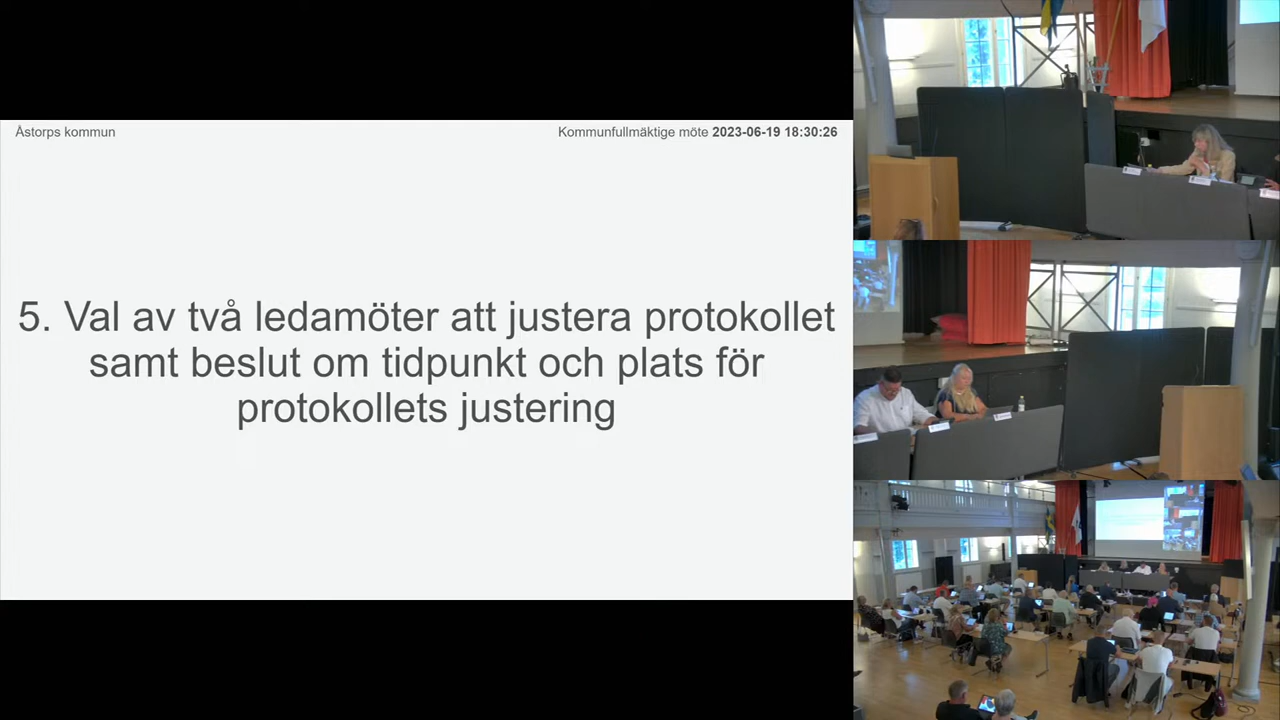 Åstorps kommun
Kommunfullmäktige möte 2023-06-19 18:30:26
5. Val av två ledamöter att justera protokollet
samt beslut om tidpunkt och plats för
protokollets justering